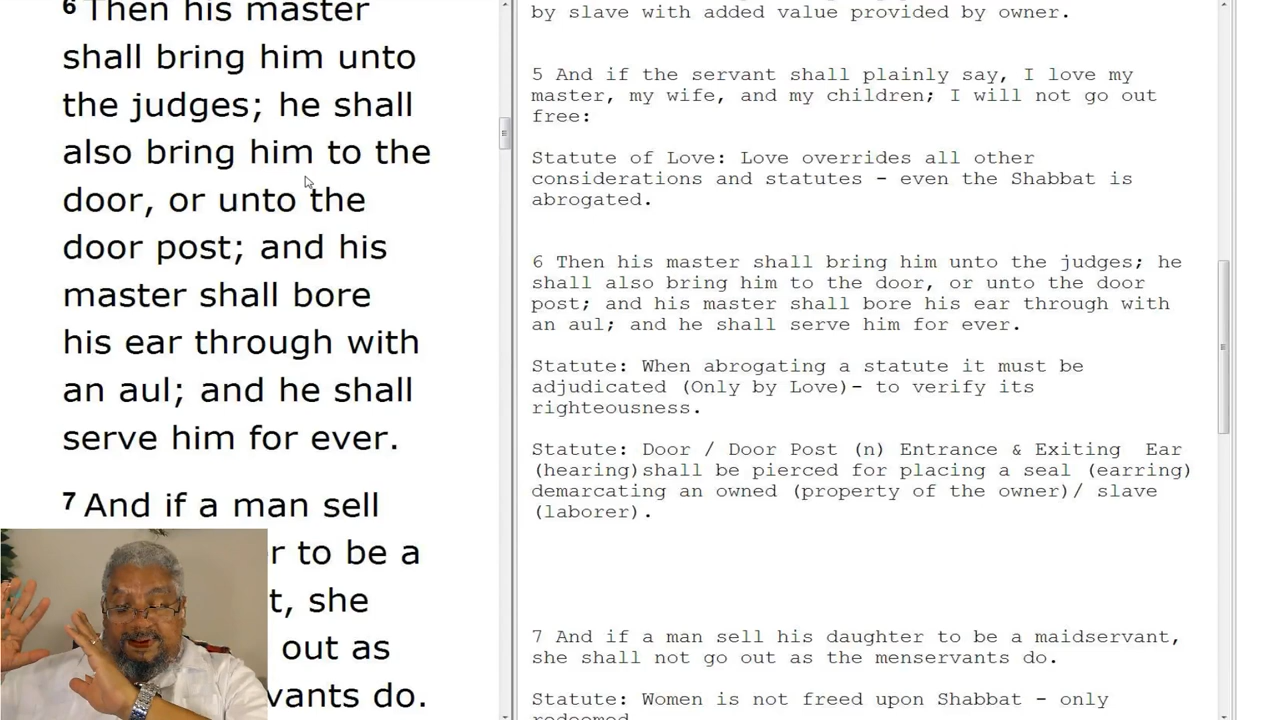 6 Then his master
shall bring him unto
the judges; he shall
also bring him to the
door, or unto the
door post; and his
master shall bore
his ear through with
an aul; and he shall
serve him for ever.
7 And if a man sell
r to be a
t, she
out as
vants do.
by slave with added value provided by owner.
5 And if the servant shall plainly say, I love my
master, my wife, and my children; I will not go out
free:
Statute of Love: Love overrides all other
considerations and statutes - even the Shabbat is
abrogated.
6 Then his master shall bring him unto the judges; he
shall also bring him to the door, or unto the door
post; and his master shall bore his ear through with
an aul; and he shall serve him for ever.
Statute: When abrogating a statute it must be
adjudicated (Only by Love)- to verify its
righteousness.
Statute: Door / Door Post (n) Entrance & Exiting Ear
(hearing)shall be pierced for placing a seal (earring)
demarcating an owned (property of the owner)/ slave
(laborer).
7 And if a man sell his daughter to be a maidservant,
she shall not go out as the menservants do.
Statute: Women is not freed upon Shabbat - only
redeemed